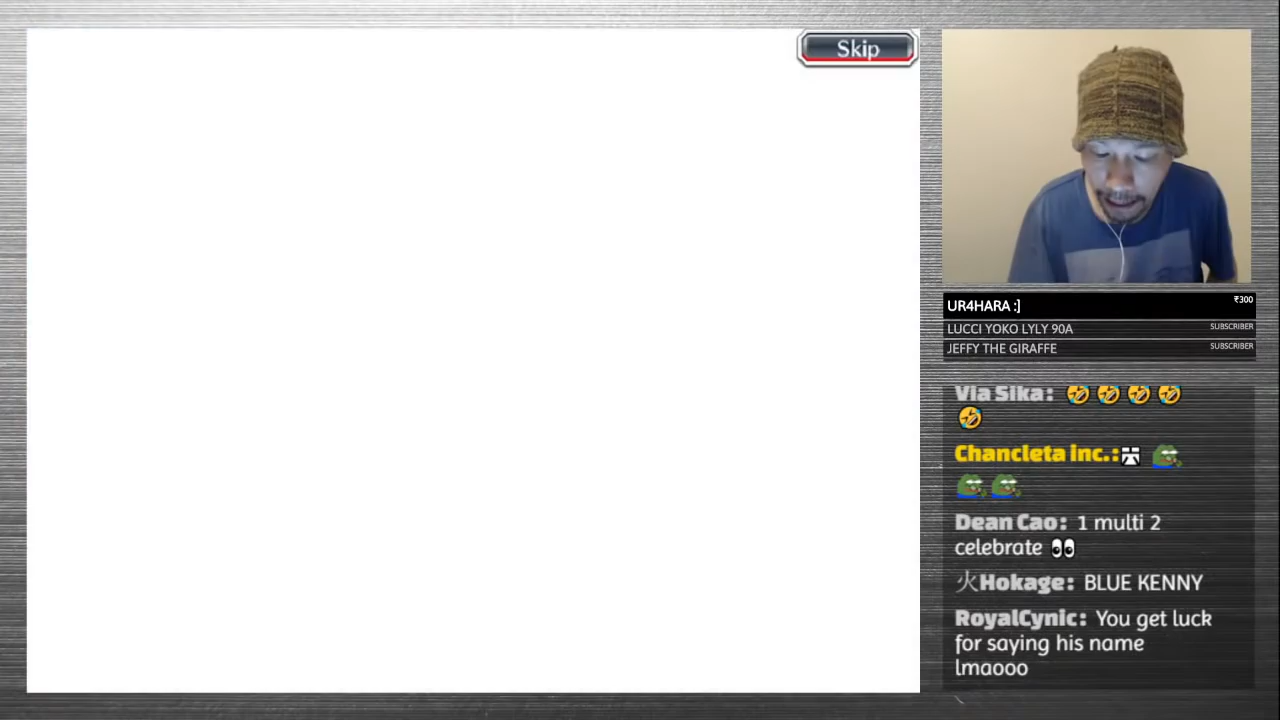 Skip
UR4HARA :] ₹300
LUCCI YOKO LYLY 90A SUBSCRIBER
JEFFY THE GIRAFFE SUBSCRIBER
Via Sika: 🤣 🤣 🤣 🤣
🤣
Chancleta inc.:
Dean Cao: 1 multi 2
celebrate 👀
火Hokage: BLUE KENNY
RoyalCynic: You get luck
for saying his name
lmaooo